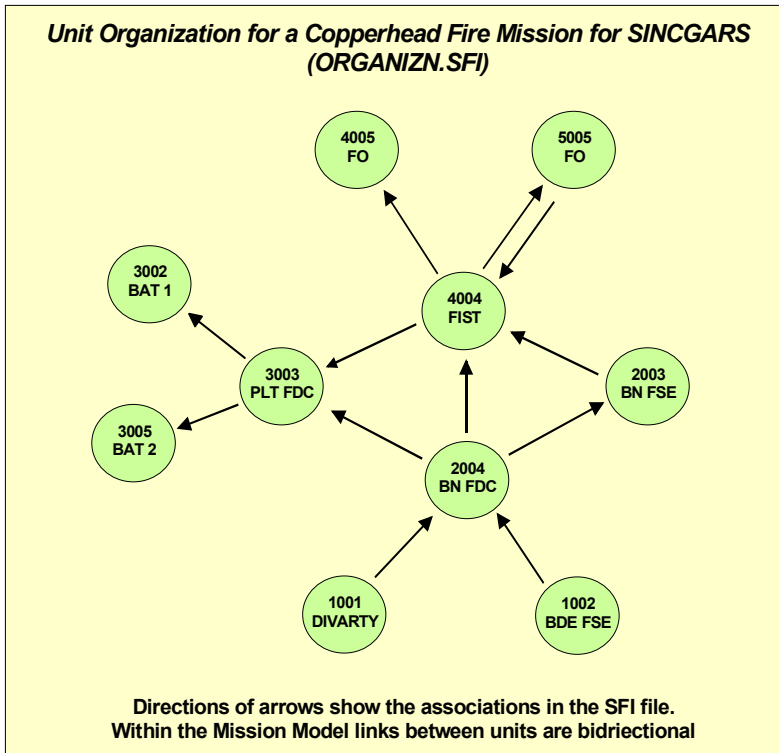 Unit Organization for a Copperhead Fire Mission for SINCGARS
(ORGANIZN.SFI)
4005
FO
5005
FO
3002
BAT 1
4004
FIST
3003
PLT FDC
2003
BN FSE
3005
BAT 2
2004
BN FDC
1001
DIVARTY
1002
BDE FSE
Directions of arrows show the associations in the SFI file.
Within the Mission Model links between units are bidriectional